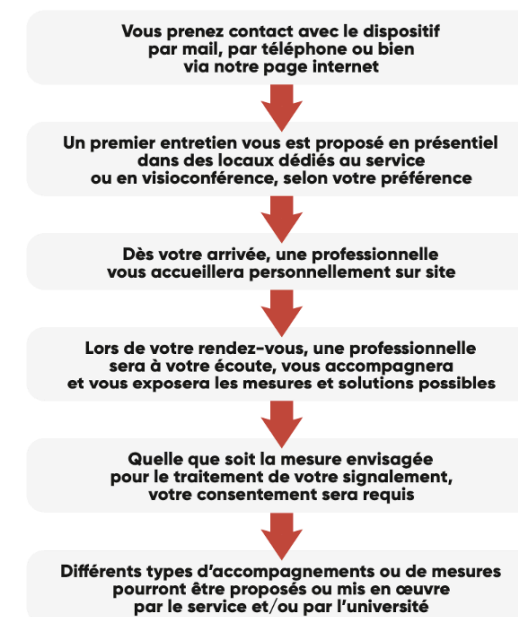 Vous prenez contact avec le dispositif
par mail, par téléphone ou bien
via notre page internet
Un premier entretien vous est proposé en présentiel
dans des locaux dédiés au service
ou en visioconférence, selon votre préférence
Dès votre arrivée, une professionnelle
vous accueillera personnellement sur site
Lors de votre rendez-vous, une professionnelle
sera à votre écoute, vous accompagnera
et vous exposera les mesures et solutions possibles
Quelle que soit la mesure envisagée
pour le traitement de votre signalement,
votre consentement sera requis
Différents types d’accompagnements ou de mesures
pourront être proposés ou mis en œuvre
par le service et/ou par l’université